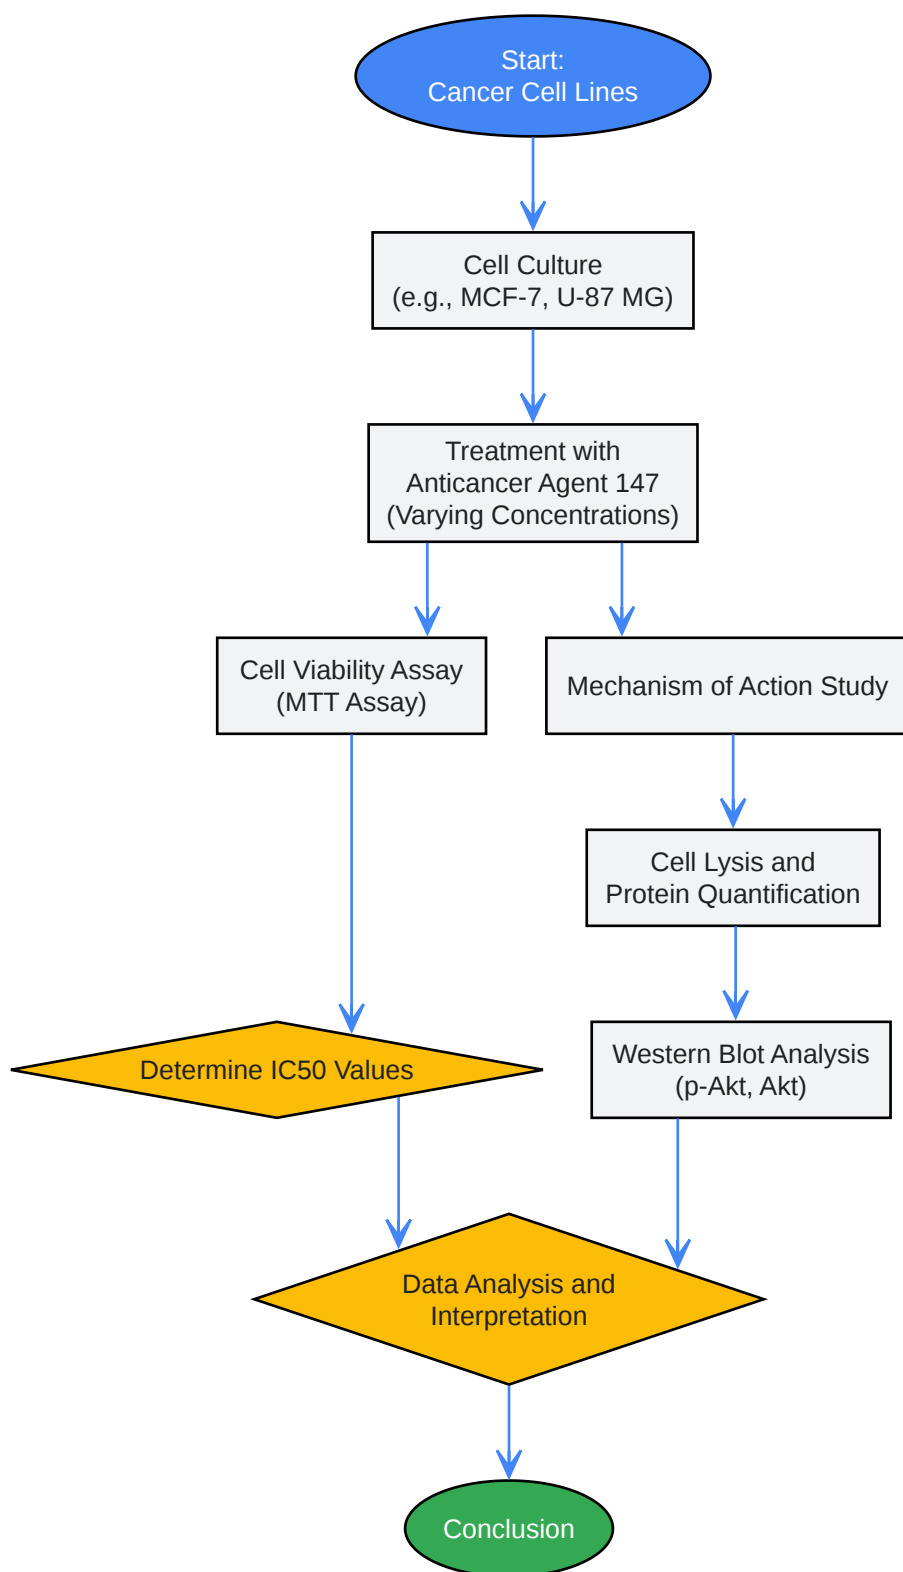 Start:
Cancer Cell Lines
Cell Culture
(e.g., MCF-7, U-87 MG)
Treatment with
Anticancer Agent 147
(Varying Concentrations)
Cell Viability Assay
(MTT Assay)
Mechanism of Action Study
Cell Lysis and
Protein Quantification
Determine IC50 Values
Western Blot Analysis
(p-Akt, Akt)
Data Analysis and
Interpretation
Conclusion